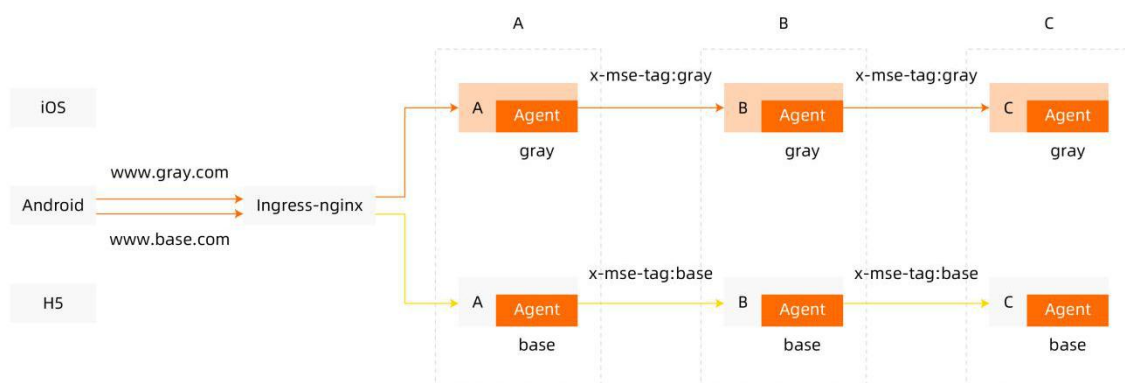 A B C
x-mse-tag:gray x-mse-tag:gray
iOS A Agent B Agent C Agent
gray gray gray
www.gray.com
Android Ingress-nginx
www.base.com
x-mse-tag:base x-mse-tag:base
H5 A Agent B Agent C Agent
base base base